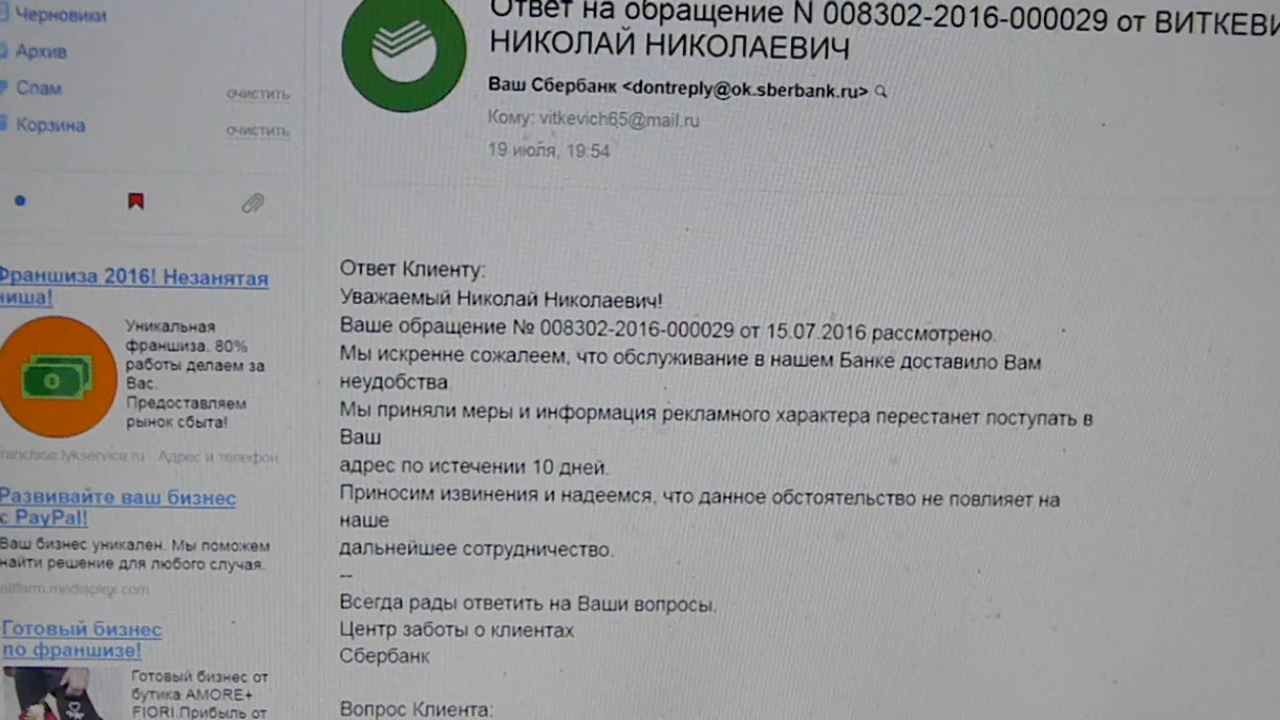 Черновики
Архив
Спам
очистить
Корзина
очистить
Франшиза 2016! Незанятая
ниша!
Уникальная
франшиза. 80%
работы делаем за
Вас.
Предоставляем
рынок сбыта!
franchise.lykservice.ru Адрес и телефон
Развивайте ваш бизнес
с PayPal!
Ваш бизнес уникален. Мы поможем
найти решение для любого случая.
altfarm.mediaplex.com
Готовый бизнес
по франшизе!
Готовый бизнес от
бутика AMORE+
FIORI.Прибыль от
Ответ на обращение N 008302-2016-000029 от ВИТКЕВИ
НИКОЛАЙ НИКОЛАЕВИЧ
Ваш Сбербанк <dontreply@ok.sberbank.ru>
Кому: vitkevich65@mail.ru
19 июля, 19:54
Ответ Клиенту:
Уважаемый Николай Николаевич!
Ваше обращение № 008302-2016-000029 от 15.07.2016 рассмотрено.
Мы искренне сожалеем, что обслуживание в нашем Банке доставило Вам
неудобства.
Мы приняли меры и информация рекламного характера перестанет поступать в
Ваш
адрес по истечении 10 дней.
Приносим извинения и надеемся, что данное обстоятельство не повлияет на
наше
дальнейшее сотрудничество.
--
Всегда рады ответить на Ваши вопросы.
Центр заботы о клиентах
Сбербанк
Вопрос Клиента: